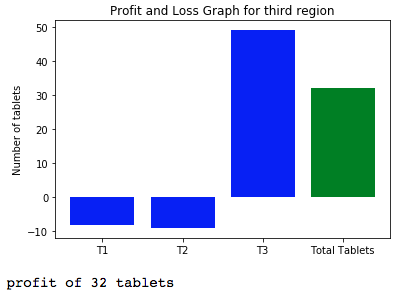 Profit and Loss Graph for third region
Number of tablets
50
40
30
20
10
0
−10
T1 T2 T3 Total Tablets
profit of 32 tablets